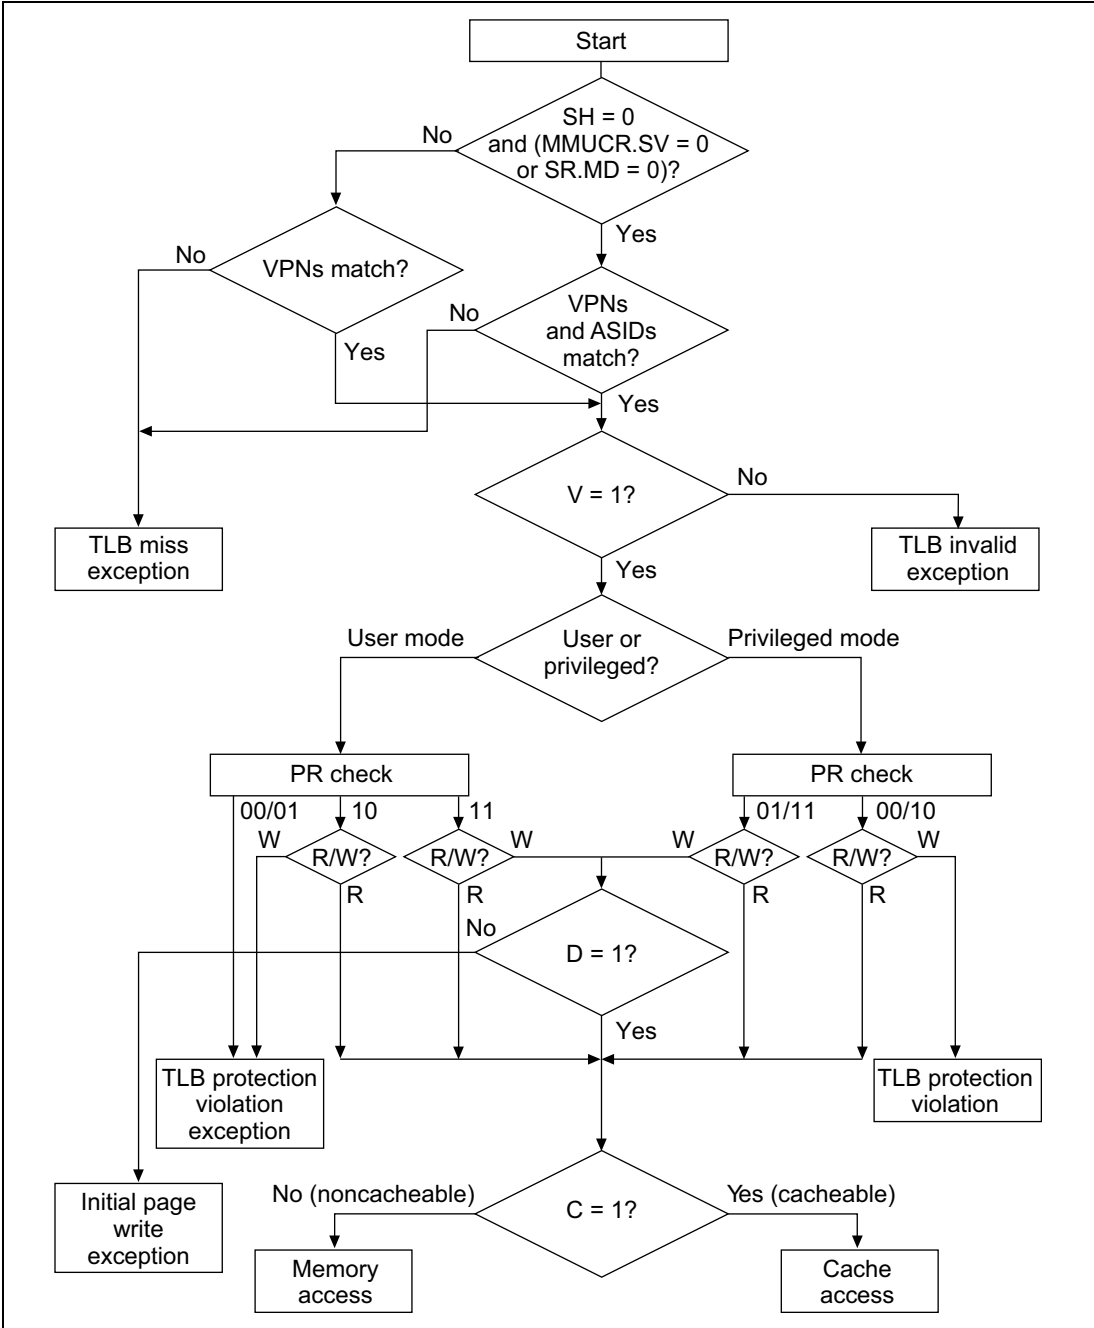 Start
SH = 0
and (MMUCR.SV = 0
or SR.MD = 0)?
No
Yes
No
VPNs match?
Yes
No
VPNs
and ASIDs
match?
Yes
V = 1?
No
Yes
TLB miss
exception
TLB invalid
exception
User mode
User or
privileged?
Privileged mode
PR check
PR check
00/01
10
11
01/11
00/10
W
R/W?
R/W?
W
W
R/W?
R/W?
W
R
R
R
R
No
D = 1?
Yes
TLB protection
violation
exception
TLB protection
violation
Initial page
write
exception
No (noncacheable)
C = 1?
Yes (cacheable)
Memory
access
Cache
access